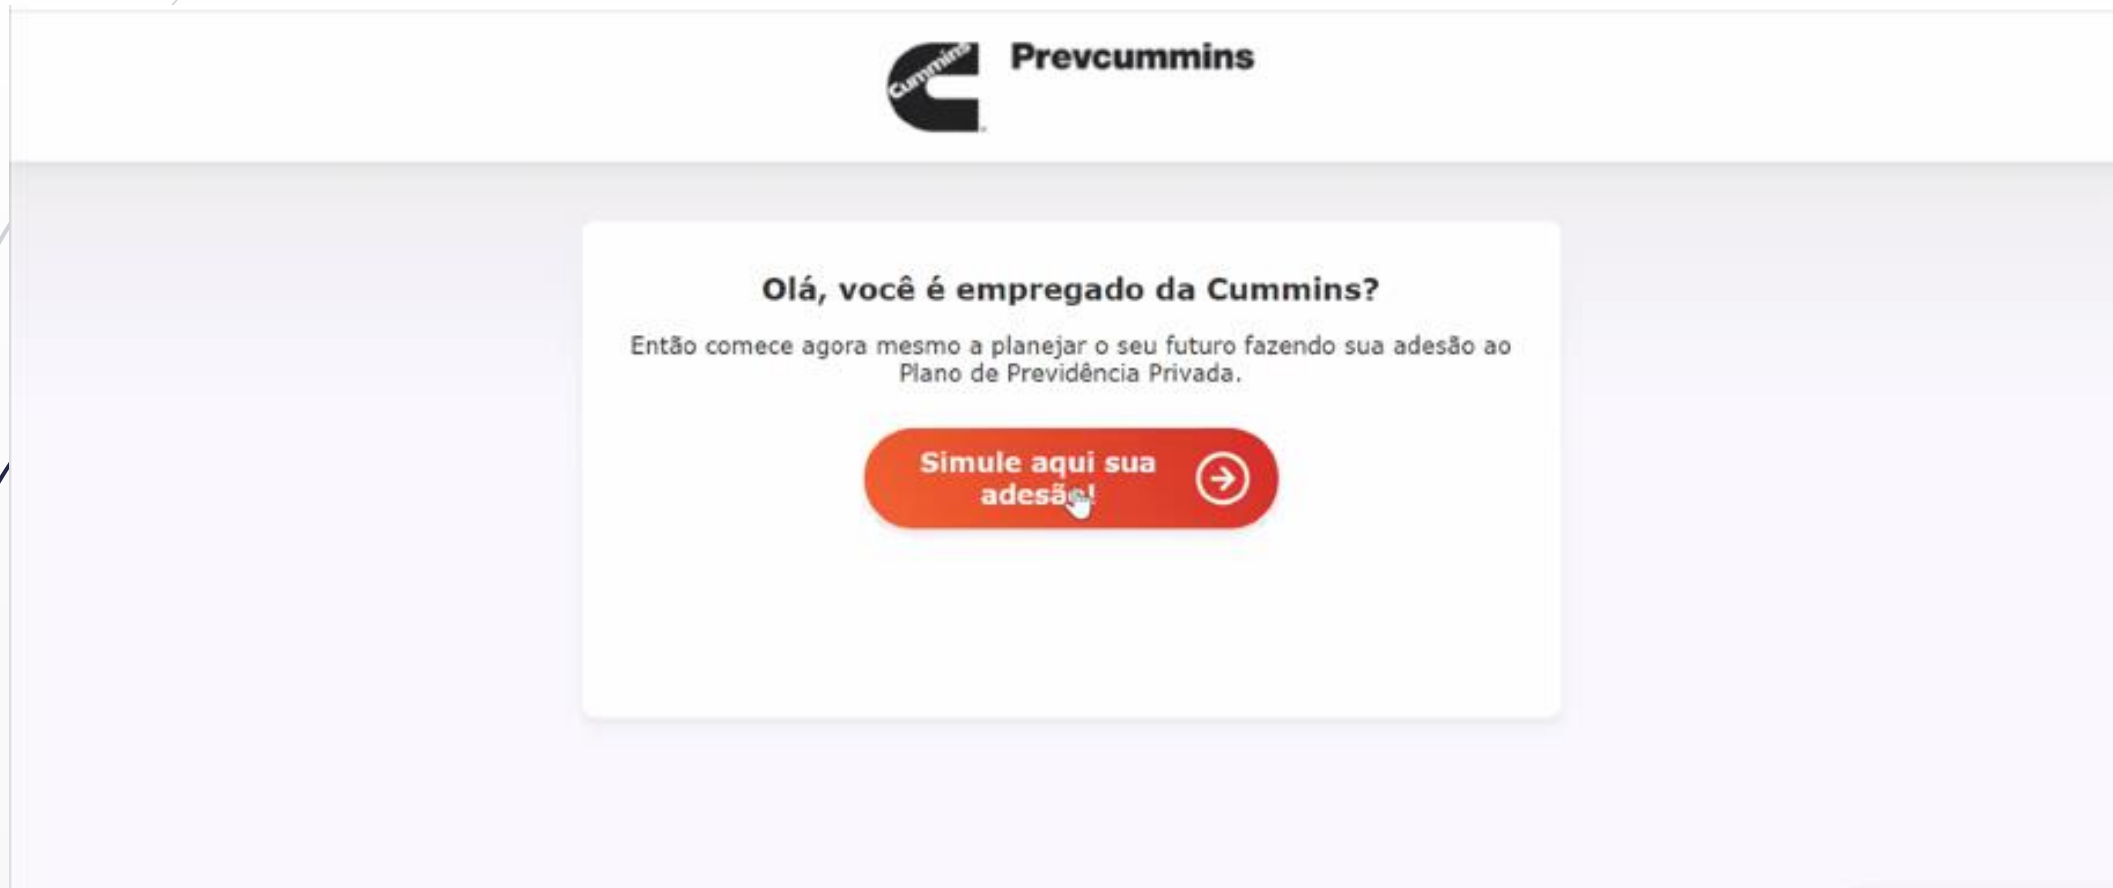 Cummins
Prevcummins
Olá, você é empregado da Cummins?
Então comece agora mesmo a planejar o seu futuro fazendo sua adesão ao
Plano de Previdência Privada.
Simule aqui sua
adesão!